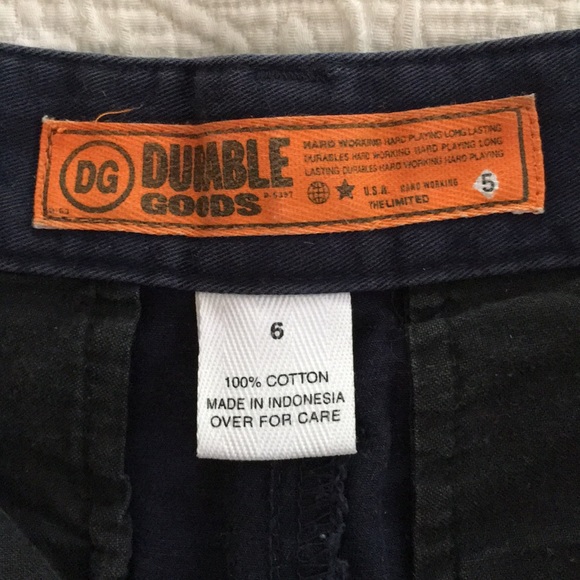 DG
DURABLE
GOODS
HARD WORKING HARD PLAYING LONG LASTING
DURABLES HARD WORKING HARD PLAYING LONG
LASTING DURABLES HARD WORKING HARD PLAYING
U.S.A. HARD WORKING
THE LIMITED
5
6
100% COTTON
MADE IN INDONESIA
OVER FOR CARE